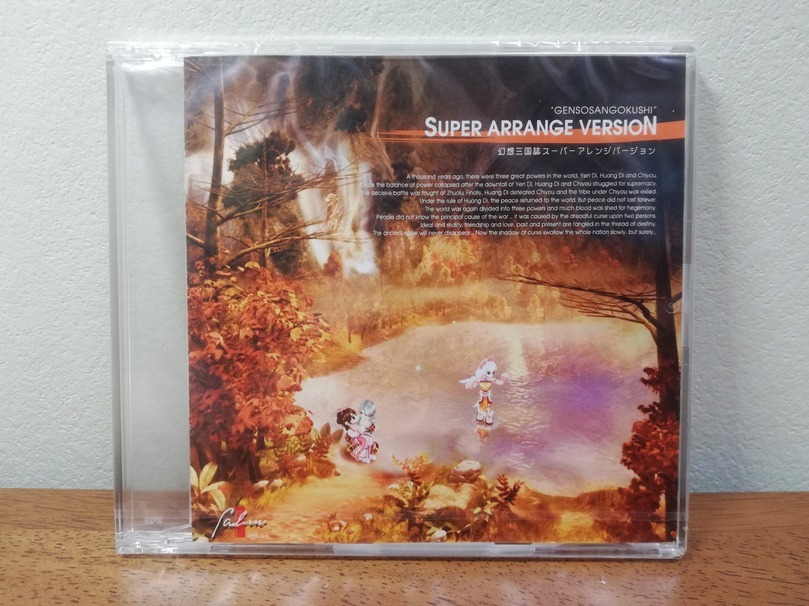 "GENSOSANGOKUSHI"
SUPER ARRANGE VERSION
幻想三国誌スーパーアレンジバージョン
A thousand years ago, there were three great powers in the world, Yen Di, Huang Di and Chiyou
Once the balance of power collapsed after the downfall of Yan Di, Huang Di and Chiyou struggled for supremacy
The decieve battle was fought at Zhuolu. Finally, Huang Di defeated Chiyou and the tribe under Chiyou was exiled
Under the rule of Huang Di, the peace returned to the world. But peace did not last forever.
The world was again divided into three powers and much blood was shed for hegemony.
People did not know the principal cause of the war .. it was caused by the dreadful curse upon two persons
Ideal and reality, friendship and love, past and present are tangled in the thread of destiny.
The ancient curse will never disappear... Now the shadow of curse swallow the whole nation slowly, but surely...